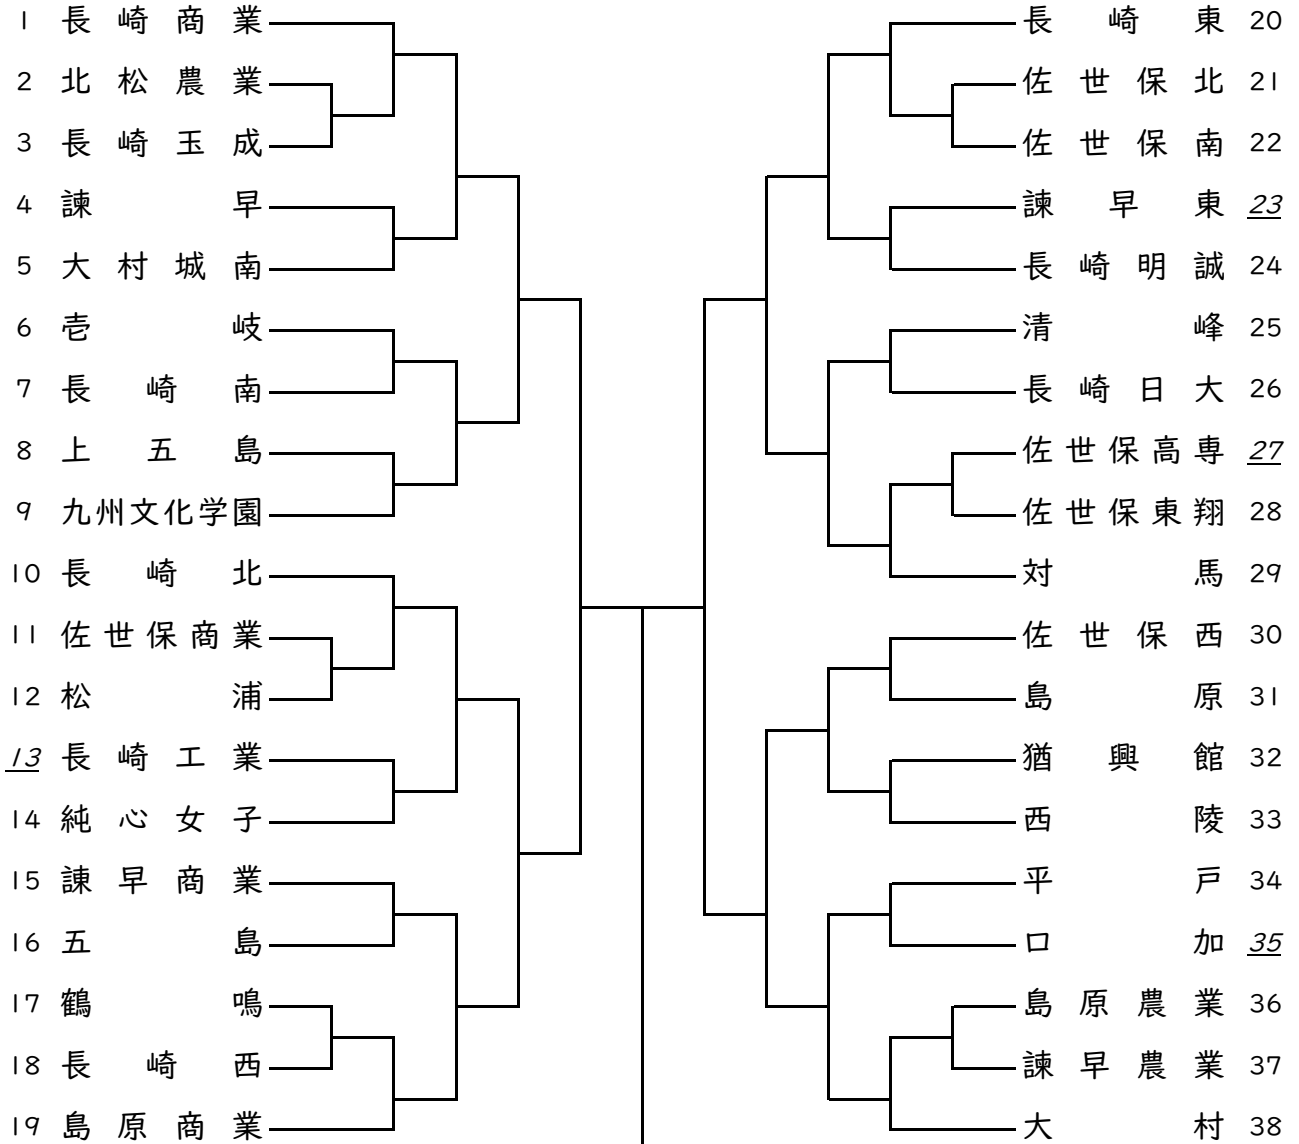 1 長崎商業
2 北松農業
3 長崎玉成
4 諫早
5 大村城南
6 壱岐
7 長崎南
8 上五島
9 九州文化学園
10 長崎北
11 佐世保商業
12 松浦
13 長崎工業
14 純心女子
15 諫早商業
16 五島
17 鶴鳴
18 長崎西
19 島原商業
長崎東 20
佐世保北 21
佐世保南 22
諫早東 23
長崎明誠 24
清峰 25
長崎日大 26
佐世保高専 27
佐世保東翔 28
対馬 29
佐世保西 30
島原 31
猶興館 32
西陵 33
平戸 34
口加 35
島原農業 36
諫早農業 37
大村 38